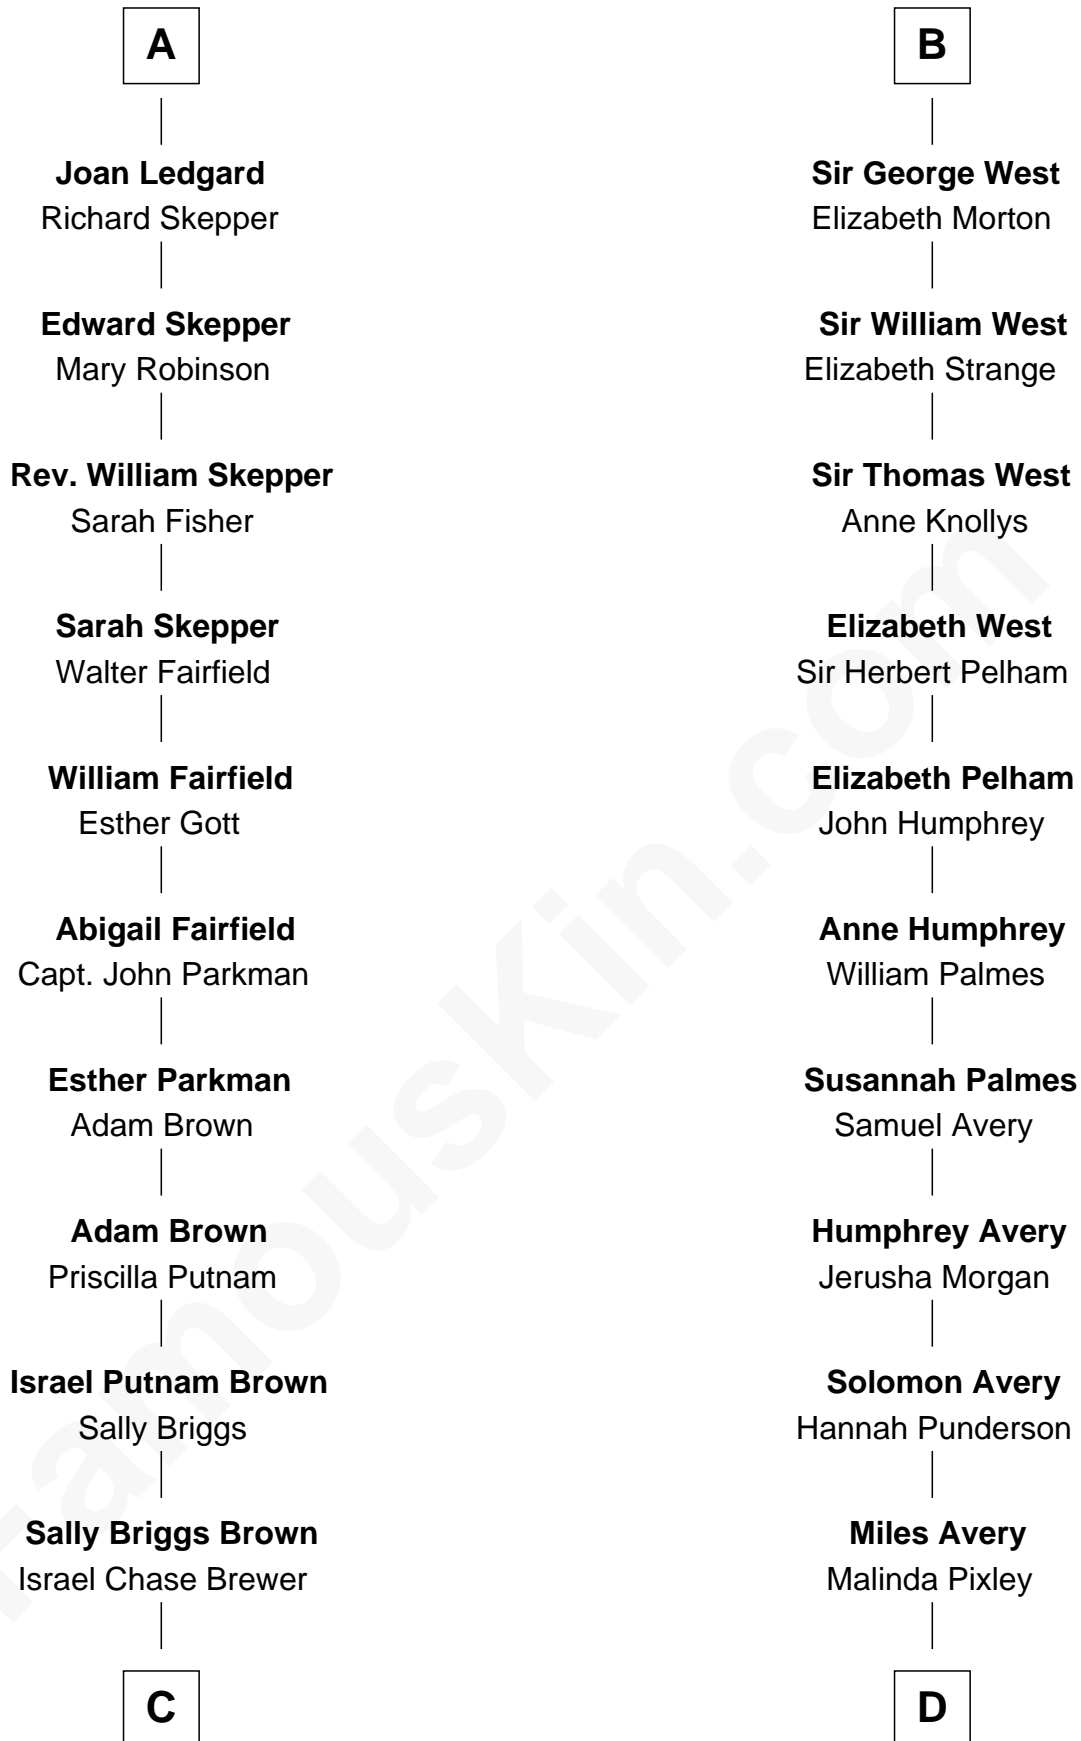 A
Joan Ledgard
Richard Skepper
Edward Skepper
Mary Robinson
Rev. William Skepper
Sarah Fisher
Sarah Skepper
Walter Fairfield
William Fairfield
Esther Gott
Abigail Fairfield
Capt. John Parkman
Esther Parkman
Adam Brown
Adam Brown
Priscilla Putnam
Israel Putnam Brown
Sally Briggs
Sally Briggs Brown
Israel Chase Brewer
C
B
Sir George West
Elizabeth Morton
Sir William West
Elizabeth Strange
Sir Thomas West
Anne Knollys
Elizabeth West
Sir Herbert Pelham
Elizabeth Pelham
John Humphrey
Anne Humphrey
William Palmes
Susannah Palmes
Samuel Avery
Humphrey Avery
Jerusha Morgan
Solomon Avery
Hannah Punderson
Miles Avery
Malinda Pixley
D
FamousKin.com